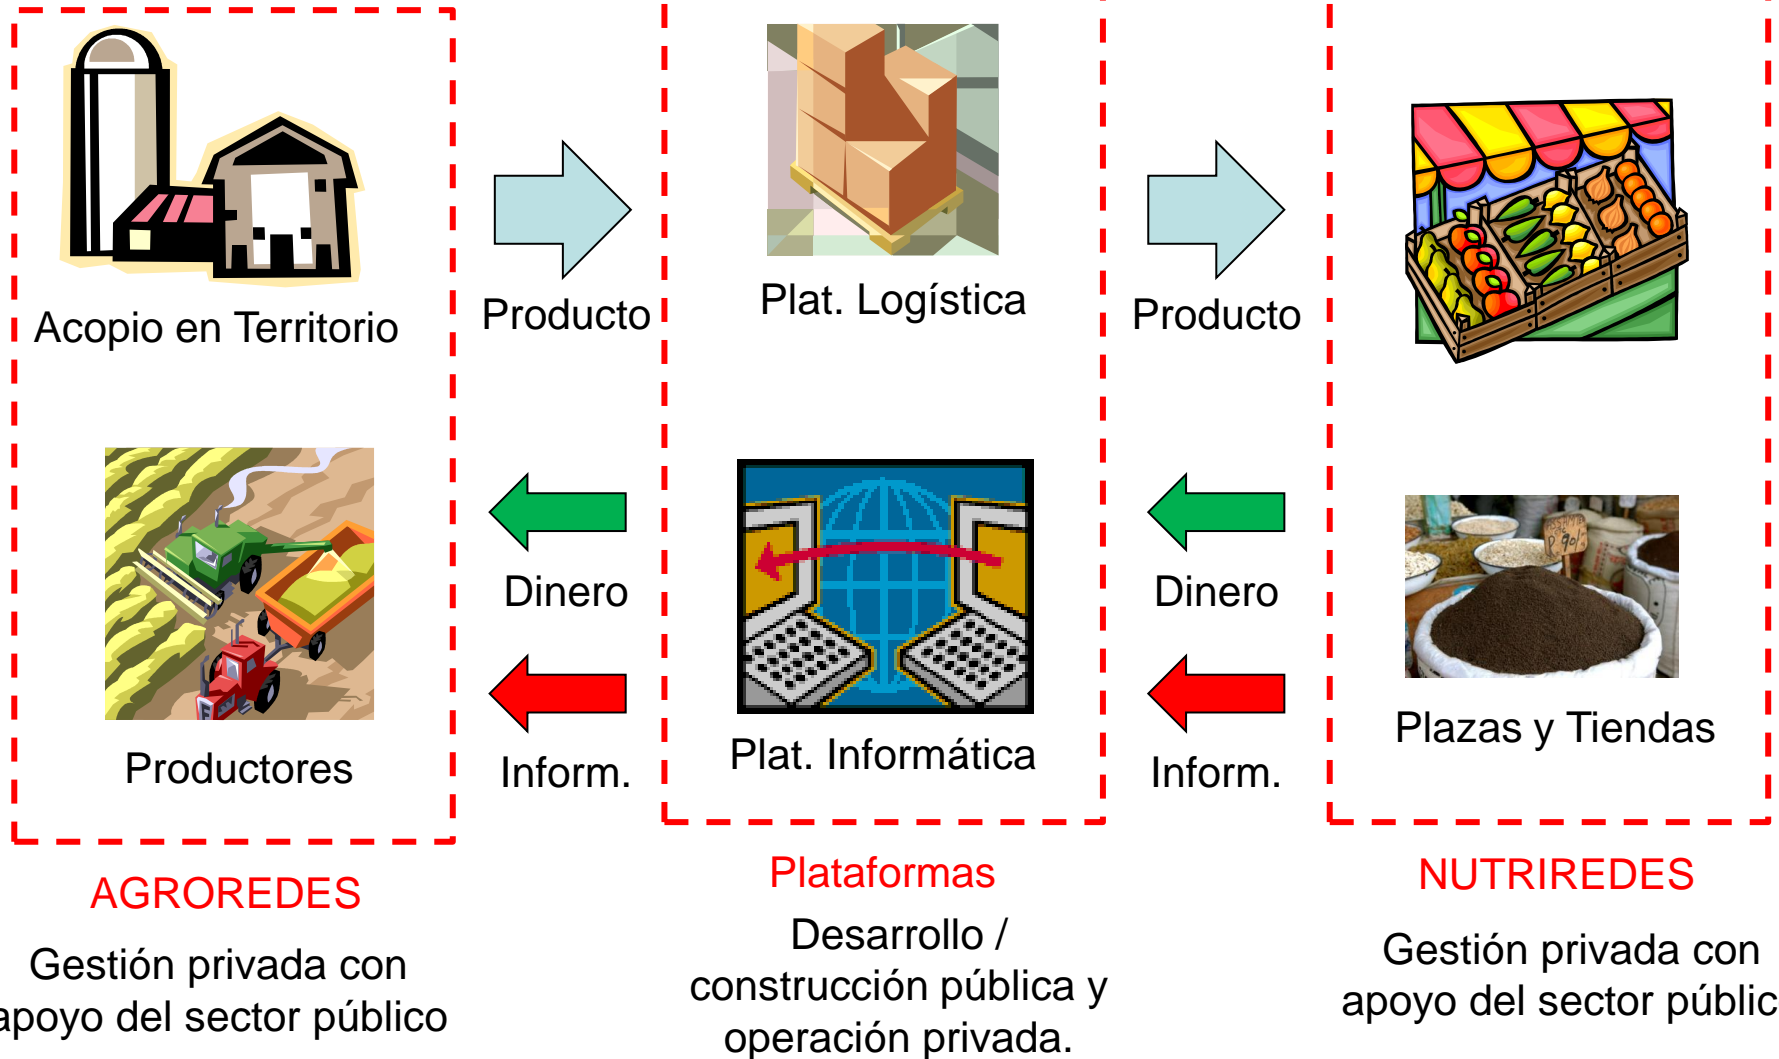 Acopio en Territorio
Producto
Plat. Logística
Producto
Productores
Dinero
Inform.
Plat. Informática
Dinero
Inform.
Plazas y Tiendas
AGROREDES
Gestión privada con
apoyo del sector público
Plataformas
Desarrollo /
construcción pública y
operación privada.
NUTRIREDES
Gestión privada con
apoyo del sector públic